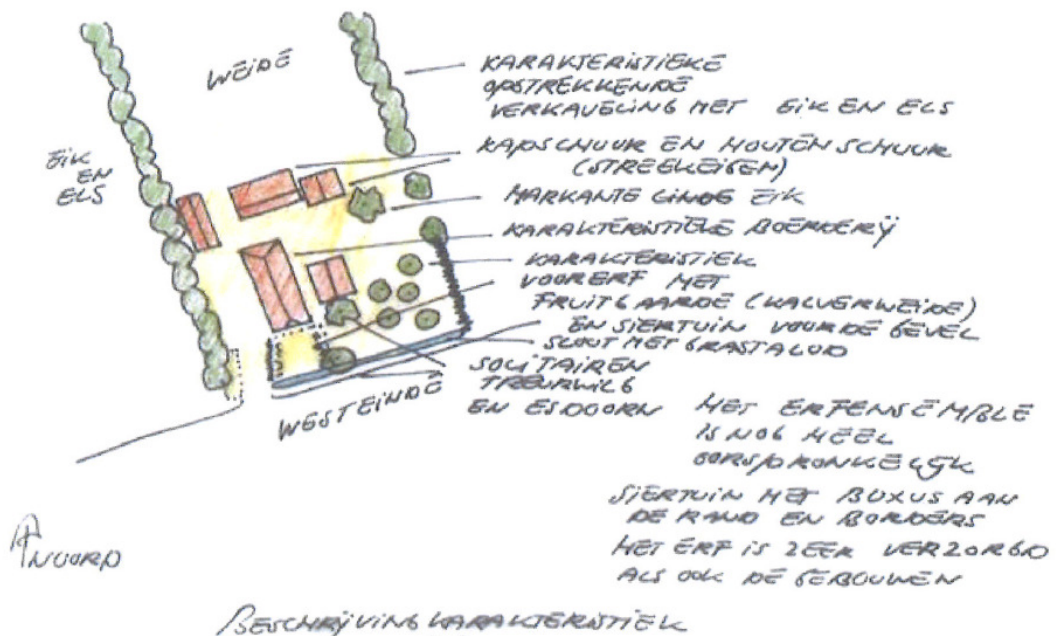 WEIDE
EIK
EN
ELS
KARAKTERISTIEKE
OPSTREKKENDE
VERKAVELING MET EIK EN ELS
KAPSCHUUR EN HOUTEN SCHUUR
(STREEKEIGEN)
MARKANTE LINDE EIK
KARAKTERISTIEKE BOERDERIJ
KARAKTERISTIEK
VOORERF MET
FRUITGAARDE (KALVERWEIDE)
EN SIERTUIN VOOR DE GEVEL
SLOOT MET GRASTALUD
SOLITAIREN
TREURWILG
EN ESDOORN
WESTEINDE
HET ERFENSEMBLE
IS NOG HEEL
OORSPRONKELIJK
SIERTUIN MET BUXUS AAN
DE RAND EN BORDERS
HET ERF IS ZEER VERZORGD
ALS OOK DE GEBOUWEN
NOORD
BESCHRIJVING KARAKTERISTIEK